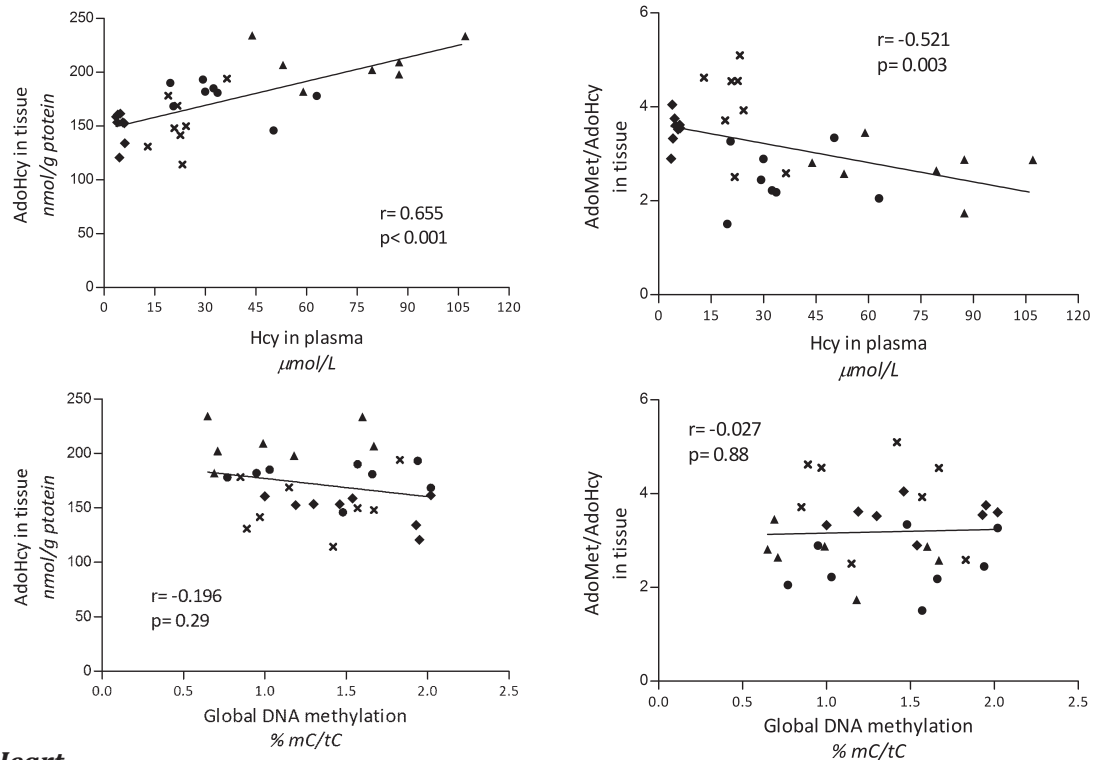 250
200
150
100
50
0
AdoHcy in tissue
nmol/g ptotein
r= 0.655
p< 0.001
0 15 30 45 60 75 90 105 120
Hcy in plasma
μmol/L
6
4
2
0
AdoMet/AdoHcy
in tissue
r= -0.521
p= 0.003
0 15 30 45 60 75 90 105 120
Hcy in plasma
μmol/L
250
200
150
100
50
0
AdoHcy in tissue
nmol/g ptotein
r= -0.196
p= 0.29
0.0 0.5 1.0 1.5 2.0 2.5
Global DNA methylation
% mC/tC
6
4
2
0
AdoMet/AdoHcy
in tissue
r= -0.027
p= 0.88
0.0 0.5 1.0 1.5 2.0 2.5
Global DNA methylation
% mC/tC